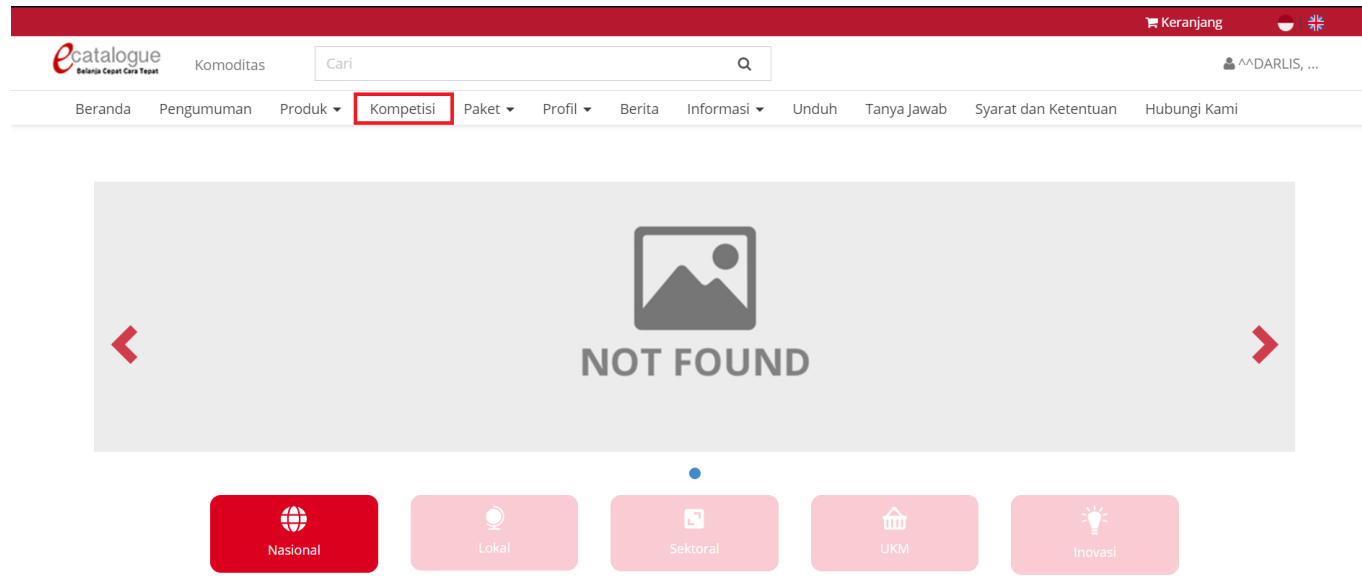 Keranjang
ecatalogue
Belanja Cepat Cara Tepat
Komoditas
Cari
^^DARLIS, ...
Beranda Pengumuman Produk Kompetisi Paket Profil Berita Informasi Unduh Tanya Jawab Syarat dan Ketentuan Hubungi Kami
NOT FOUND
Nasional Lokal Sektoral UKM Inovasi